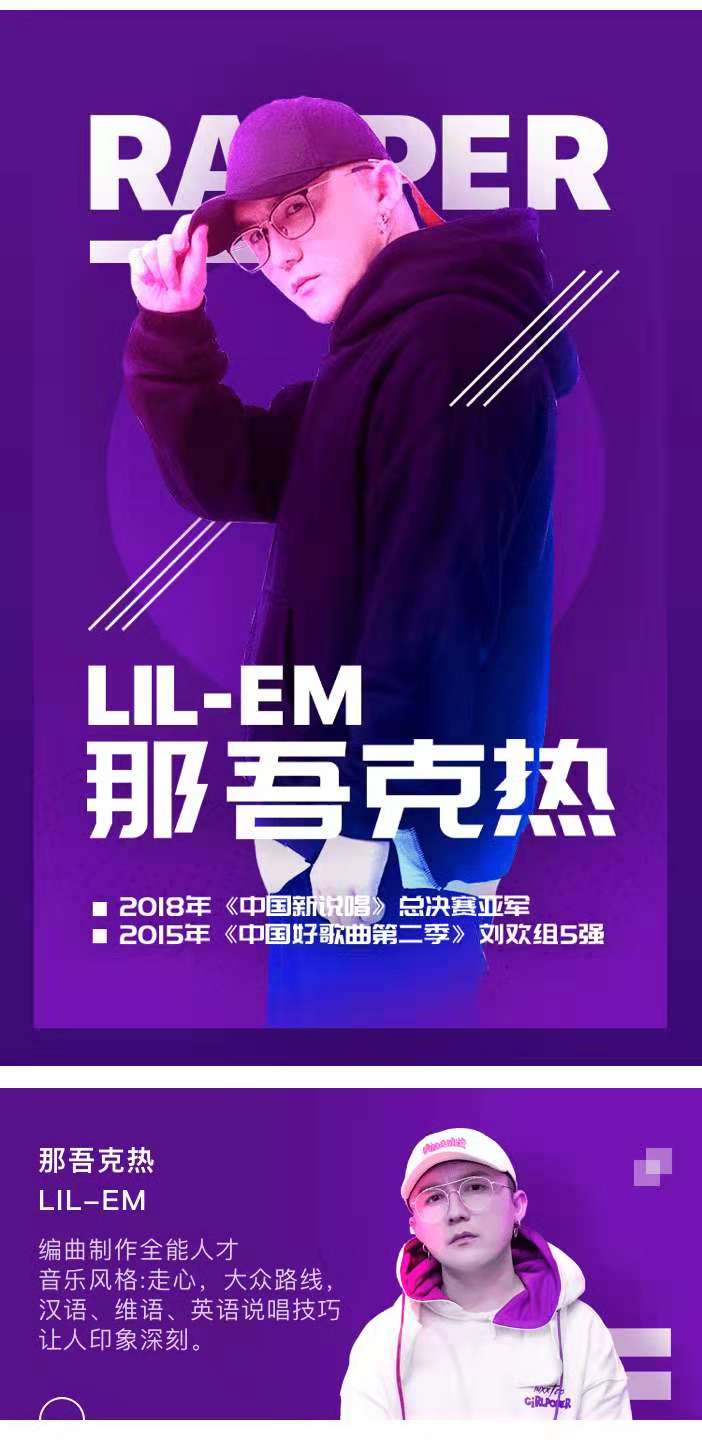 RAPPER
LIL-EM
那吾克热
■ 2018年《中国新说唱》总决赛亚军
■ 2015年《中国好歌曲第二季》刘欢组5强
那吾克热
LIL-EM
编曲制作全能人才
音乐风格:走心，大众路线，
汉语、维语、英语说唱技巧
让人印象深刻。
GiRLPOWER